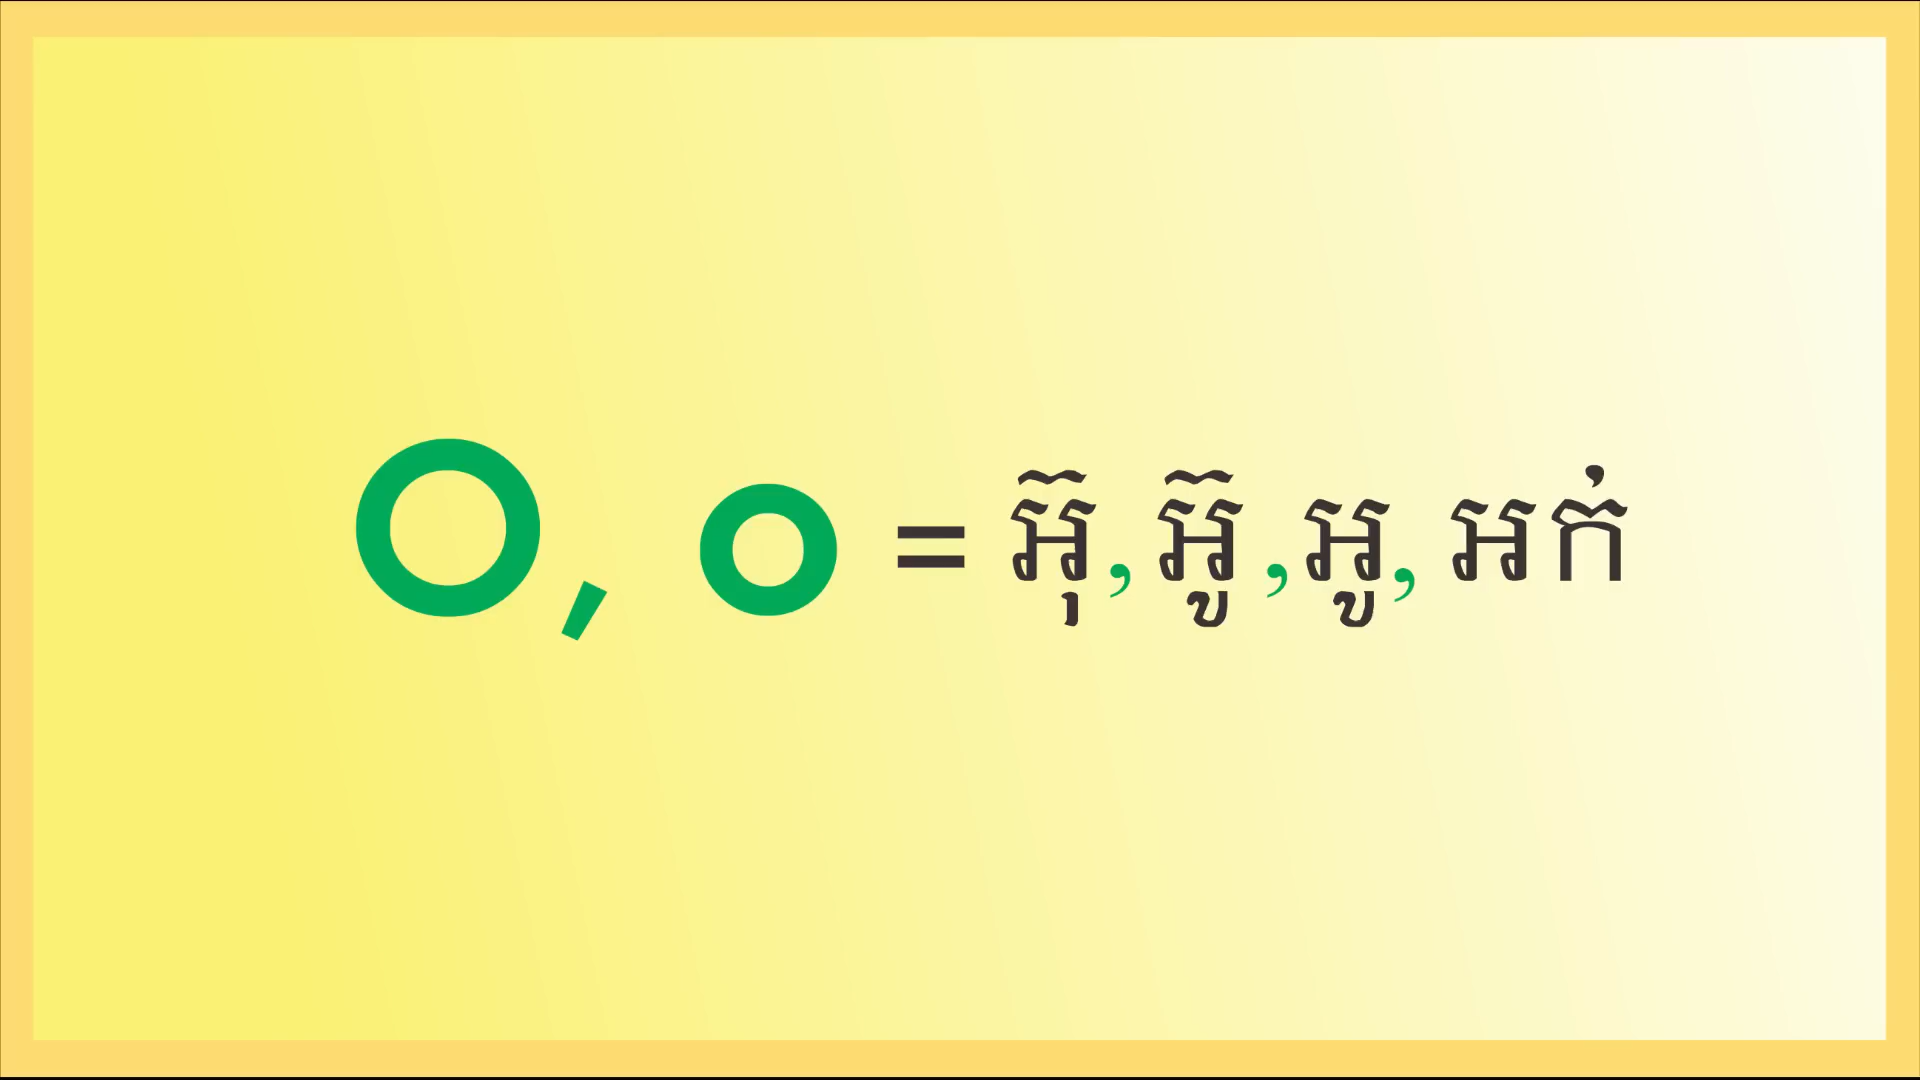 O, o = អ៊ុ, អ៊ូ ,អូ, អក់